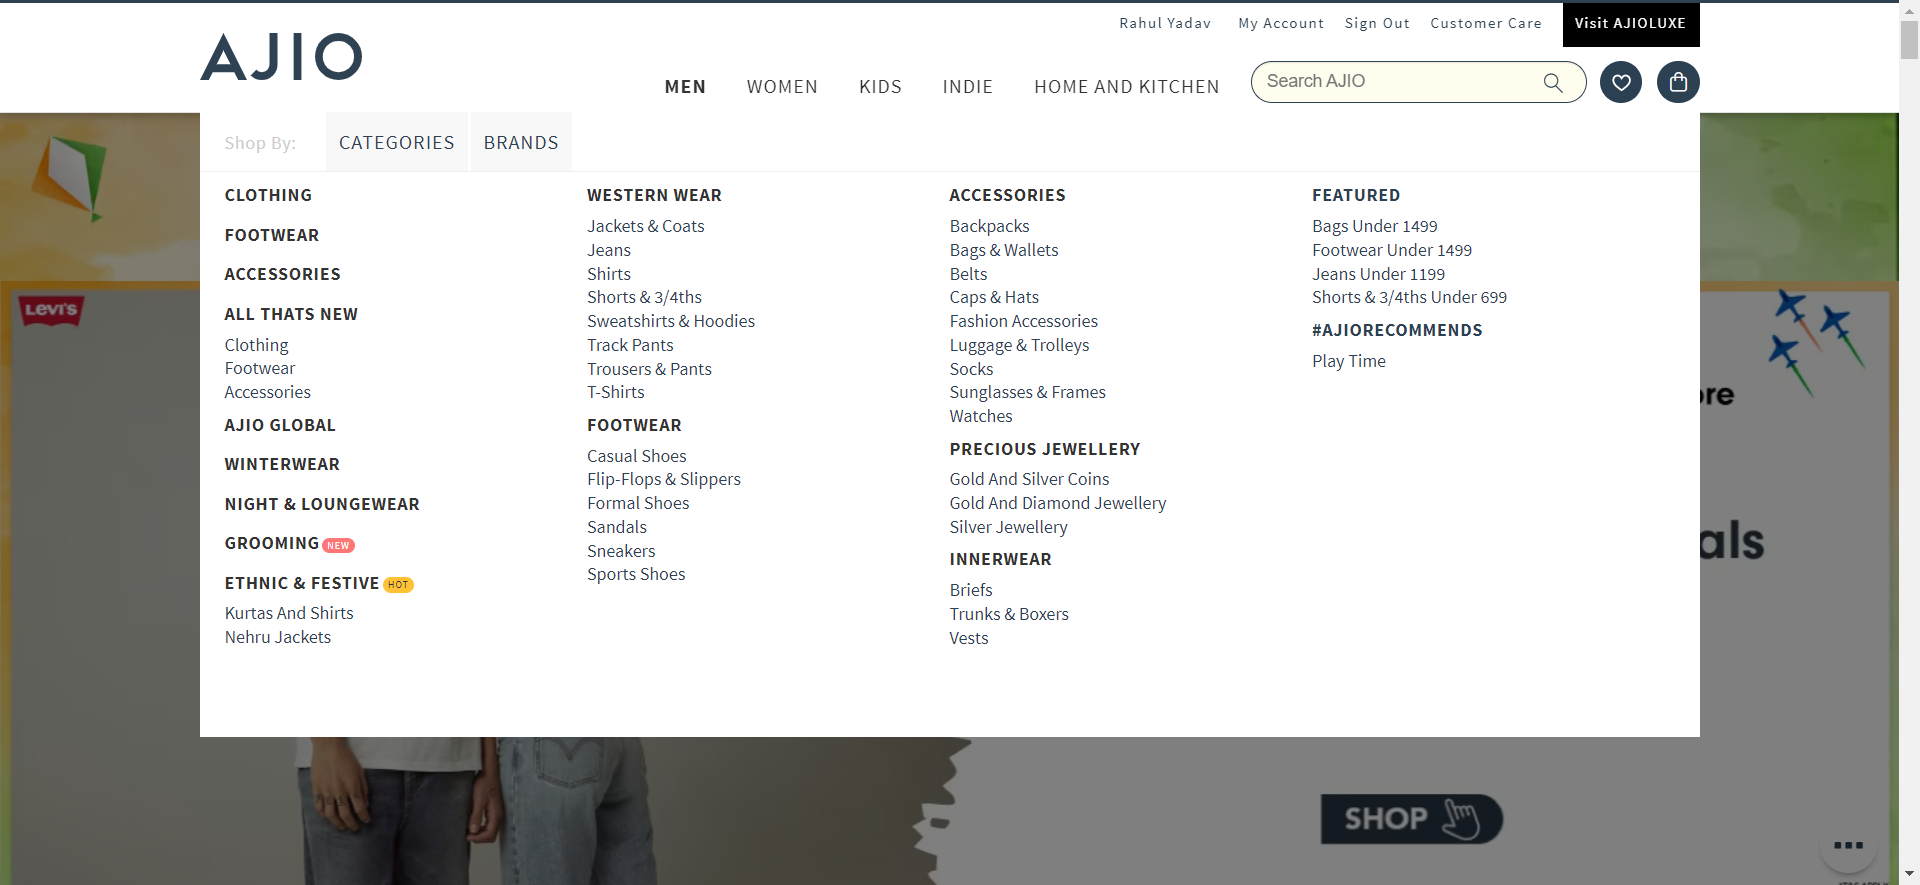 Rahul Yadav My Account Sign Out Customer Care Visit AJIOLUXE
AJIO
MEN WOMEN KIDS INDIE HOME AND KITCHEN Search AJIO
Shop By: CATEGORIES BRANDS
CLOTHING
FOOTWEAR
ACCESSORIES
ALL THATS NEW
Clothing
Footwear
Accessories
AJIO GLOBAL
WINTERWEAR
NIGHT & LOUNGEWEAR
GROOMING NEW
ETHNIC & FESTIVE HOT
Kurtas And Shirts
Nehru Jackets
WESTERN WEAR
Jackets & Coats
Jeans
Shirts
Shorts & 3/4ths
Sweatshirts & Hoodies
Track Pants
Trousers & Pants
T-Shirts
FOOTWEAR
Casual Shoes
Flip-Flops & Slippers
Formal Shoes
Sandals
Sneakers
Sports Shoes
ACCESSORIES
Backpacks
Bags & Wallets
Belts
Caps & Hats
Fashion Accessories
Luggage & Trolleys
Socks
Sunglasses & Frames
Watches
PRECIOUS JEWELLERY
Gold And Silver Coins
Gold And Diamond Jewellery
Silver Jewellery
INNERWEAR
Briefs
Trunks & Boxers
Vests
FEATURED
Bags Under 1499
Footwear Under 1499
Jeans Under 1199
Shorts & 3/4ths Under 699
#AJIORECOMMENDS
Play Time
LEVI'S
SHOP